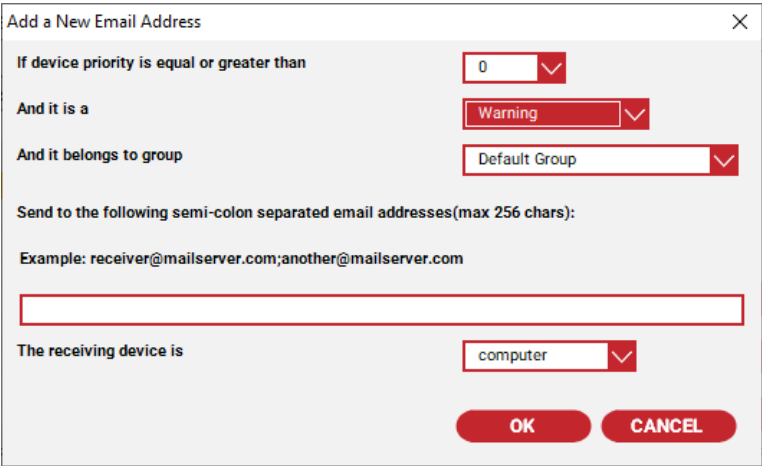 Add a New Email Address
If device priority is equal or greater than 0
And it is a Warning
And it belongs to group Default Group
Send to the following semi-colon separated email addresses(max 256 chars):
Example: receiver@mailserver.com;another@mailserver.com
The receiving device is computer
OK CANCEL